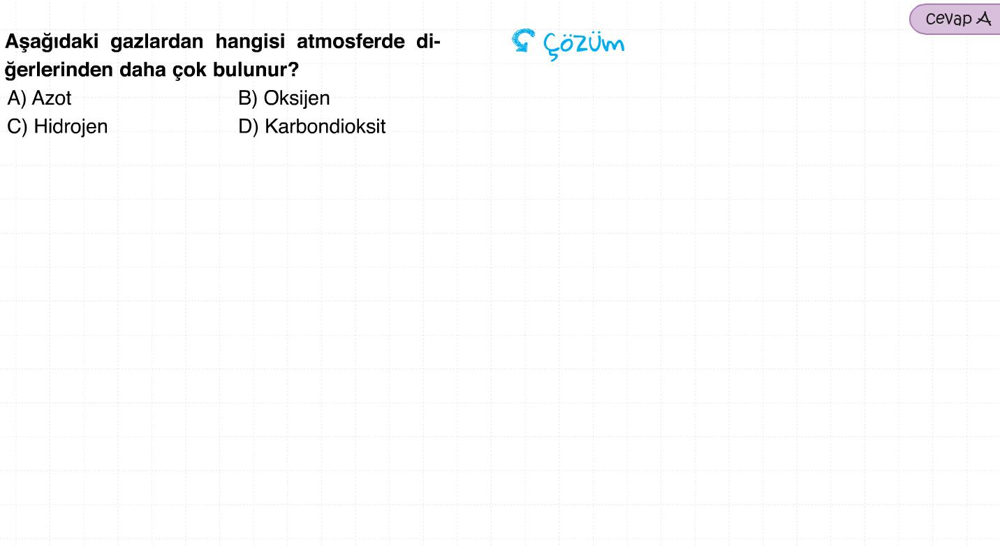 Cevap A
Aşağıdaki gazlardan hangisi atmosferde di-
ğerlerinden daha çok bulunur?
A) Azot B) Oksijen
C) Hidrojen D) Karbondioksit
Çözüm